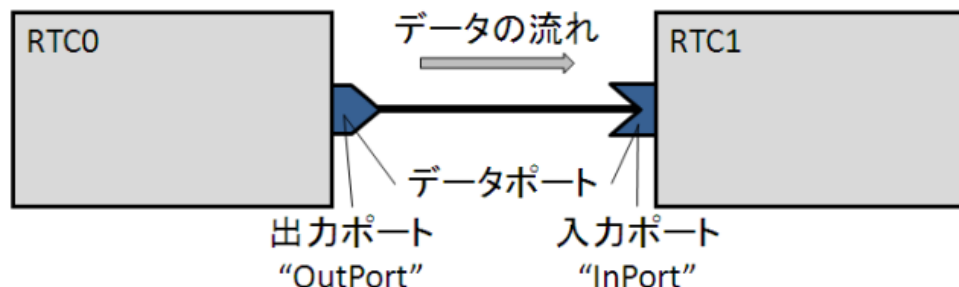 RTC0
データの流れ
RTC1
データポート
出力ポート
“OutPort”
入力ポート
“InPort”